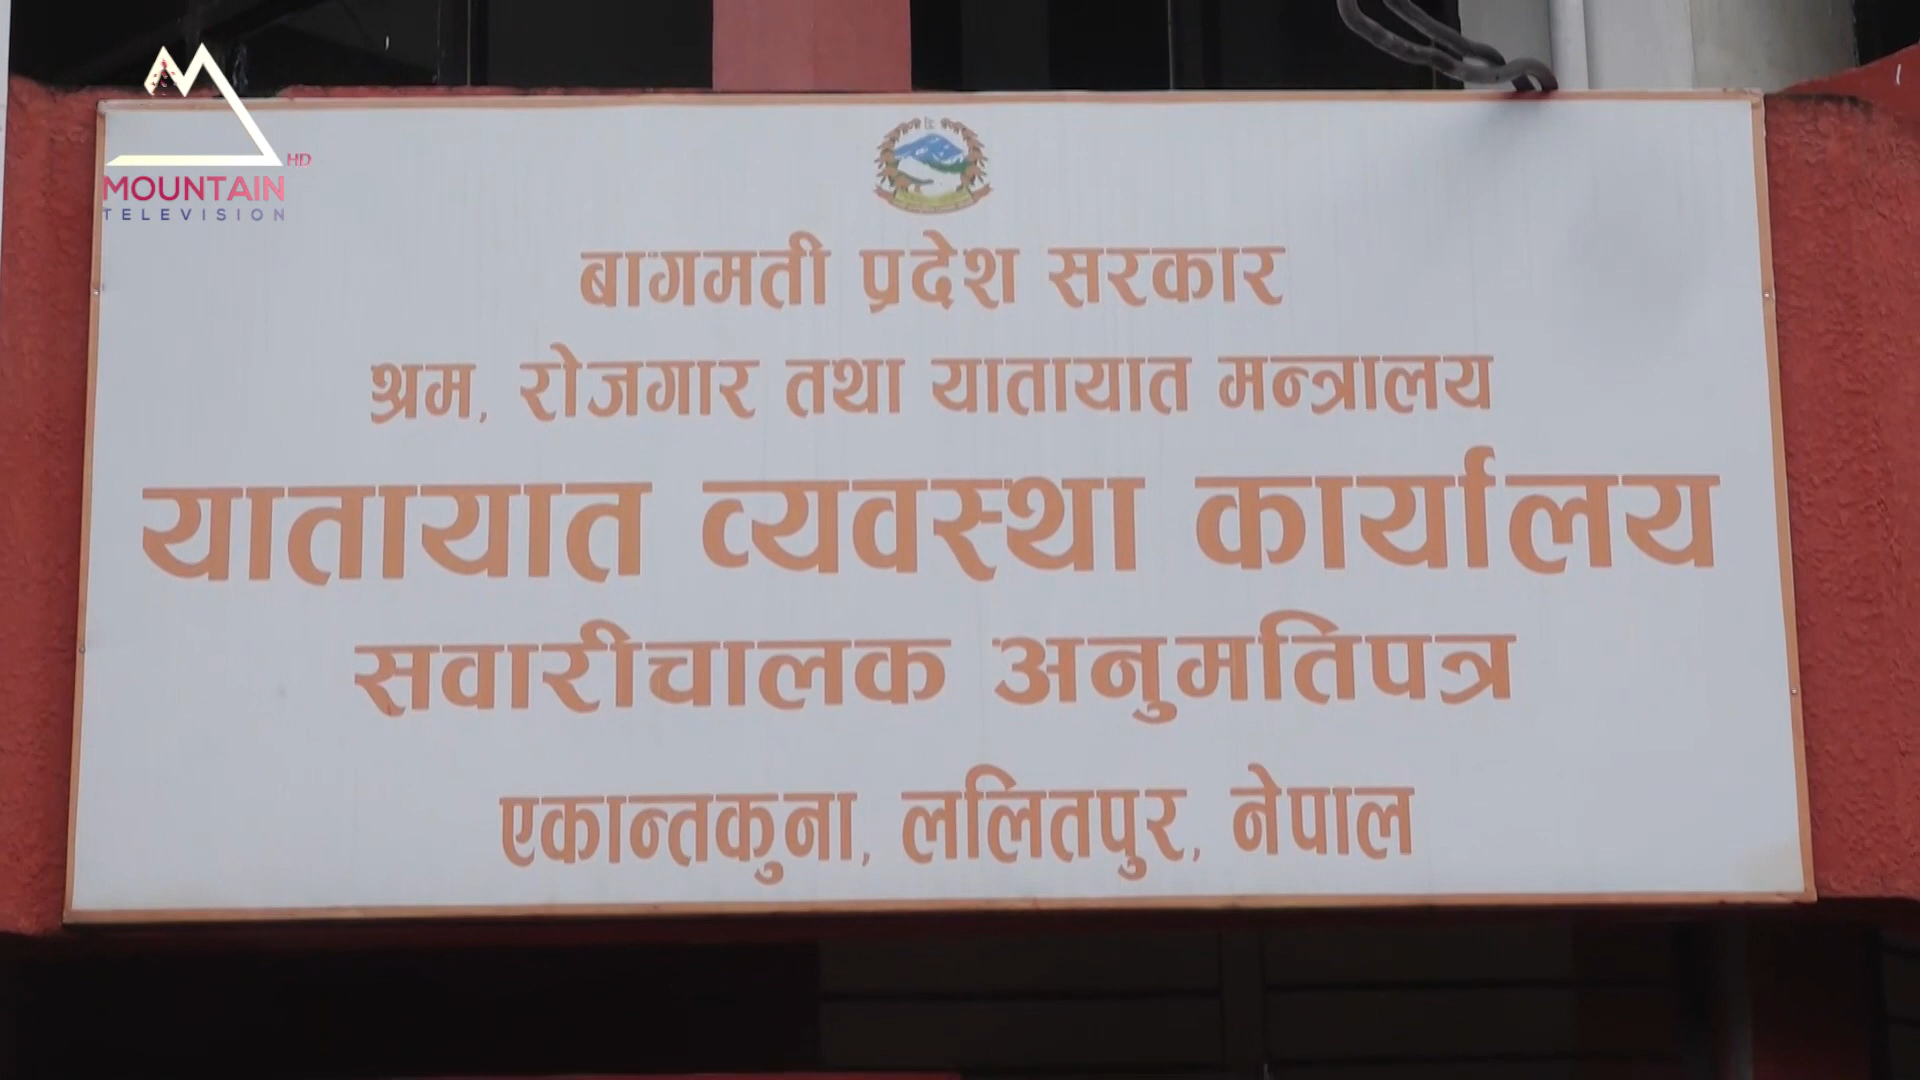 MOUNTAIN HD
TELEVISION
बागमती प्रदेश सरकार
श्रम, रोजगार तथा यातायात मन्त्रालय
यातायात व्यवस्था कार्यालय
सवारीचालक अनुमतिपत्र
एकान्तकुना, ललितपुर, नेपाल